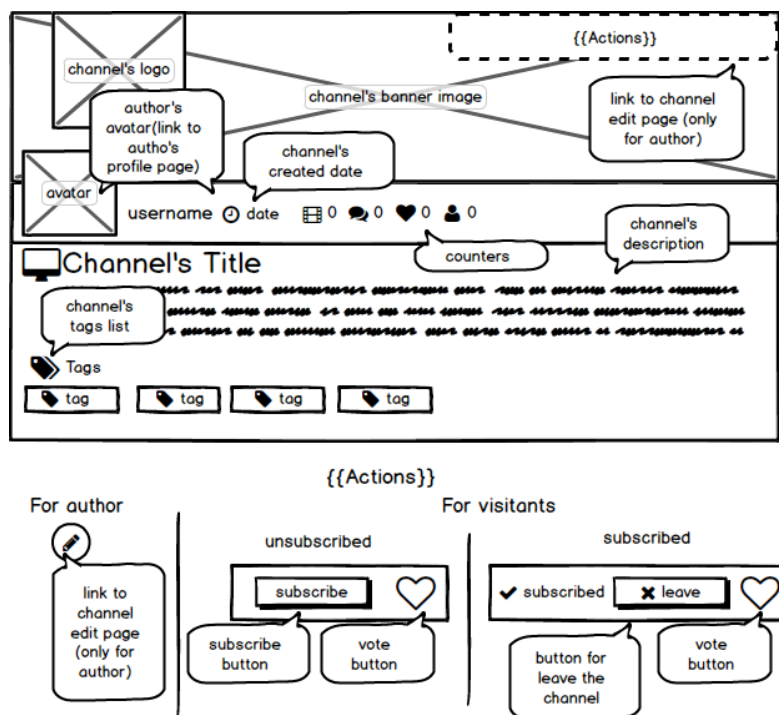 {{Actions}}
channel's logo
channel's banner image
author's
avatar(link to
autho's
profile page)
link to channel
edit page (only
for author)
channel's
created date
avatar
username date 0 0 0 0
channel's
description
counters
Channel's Title
channel's
tags list
Tags
tag tag tag tag
{{Actions}}
For author
For visitants
unsubscribed
subscribed
subscribe
subscribed leave
link to
channel
edit page
(only for
author)
subscribe
button
vote
button
button for
leave the
channel
vote
button